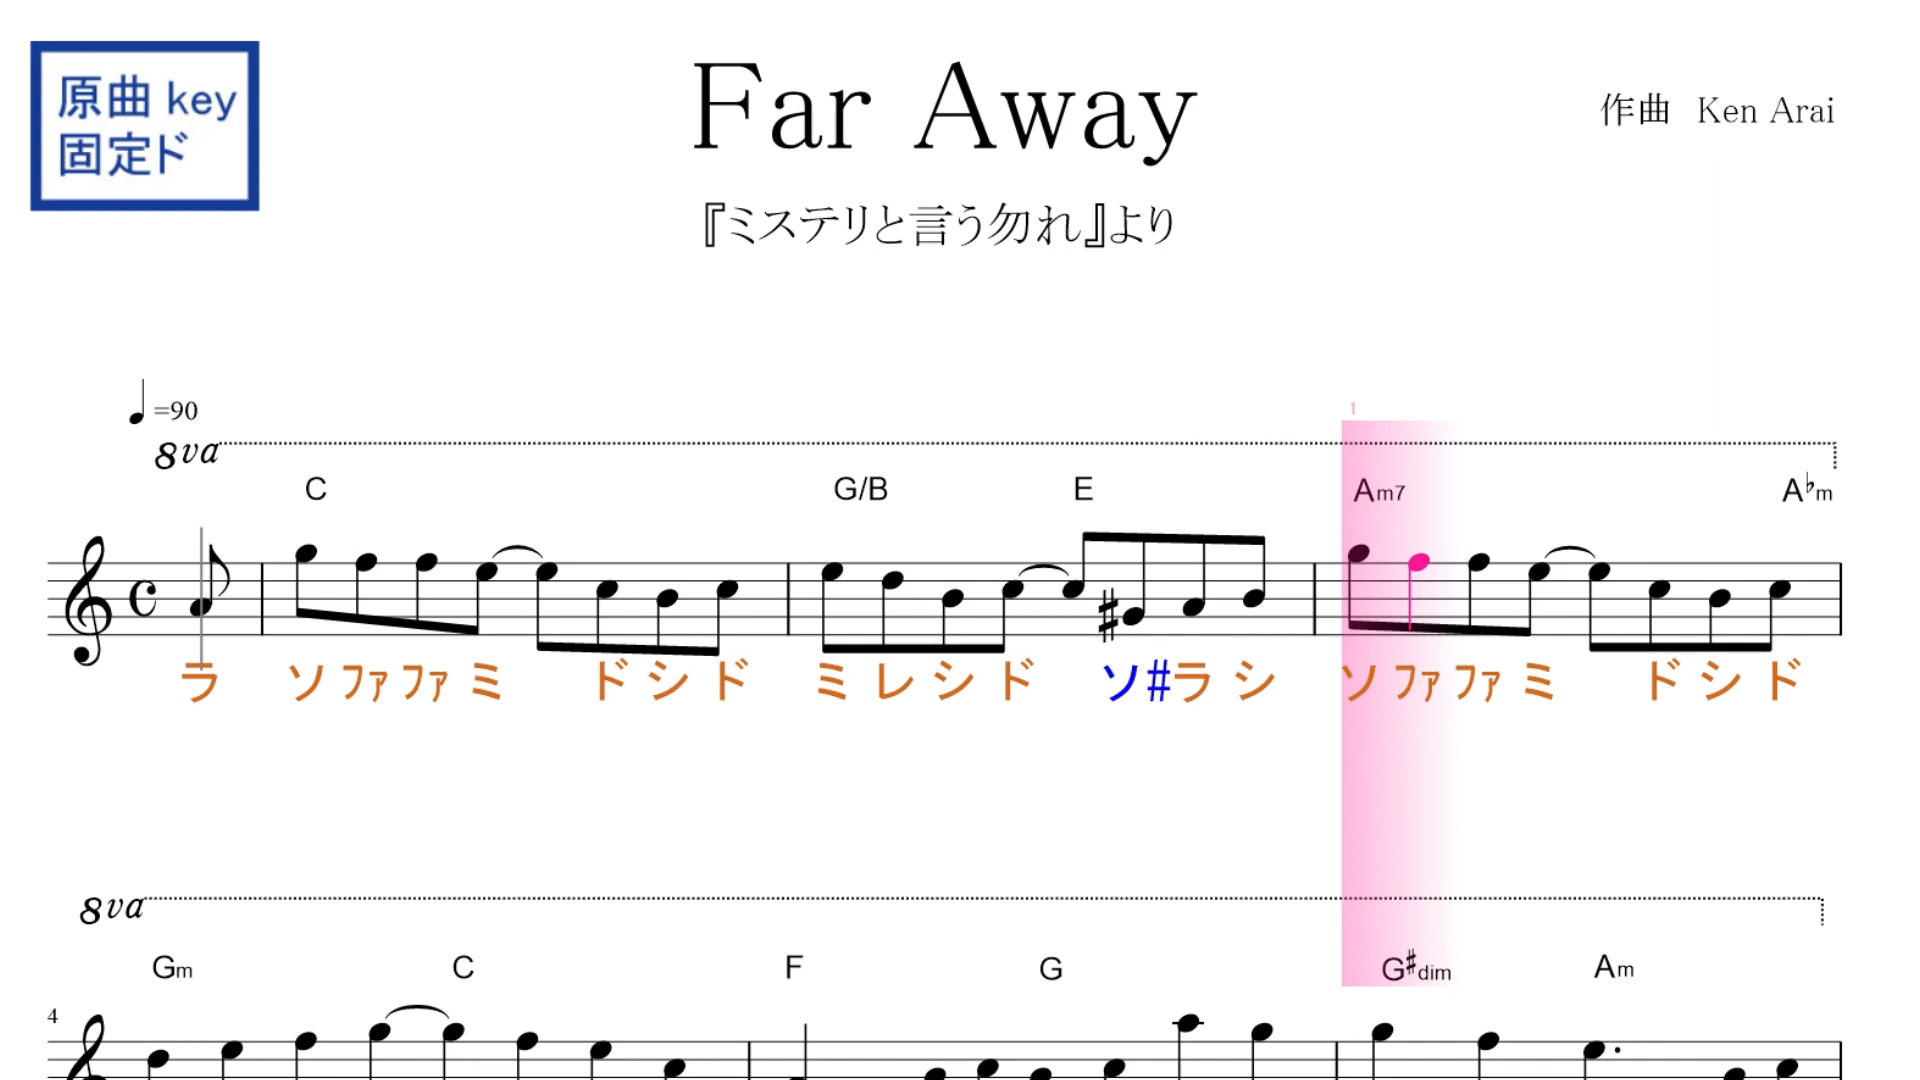 原曲 key
固定ド
Far Away
作曲 Ken Arai
『ミステリと言う勿れ』より
=90
1
8va
C G/B E Am7 A♭m
ラ ソ ファ ファ ミ ド シ ド ミ レ シ ド ソ# ラ シ ソ ファ ファ ミ ド シ ド
8va
Gm C F G G♯dim Am
4